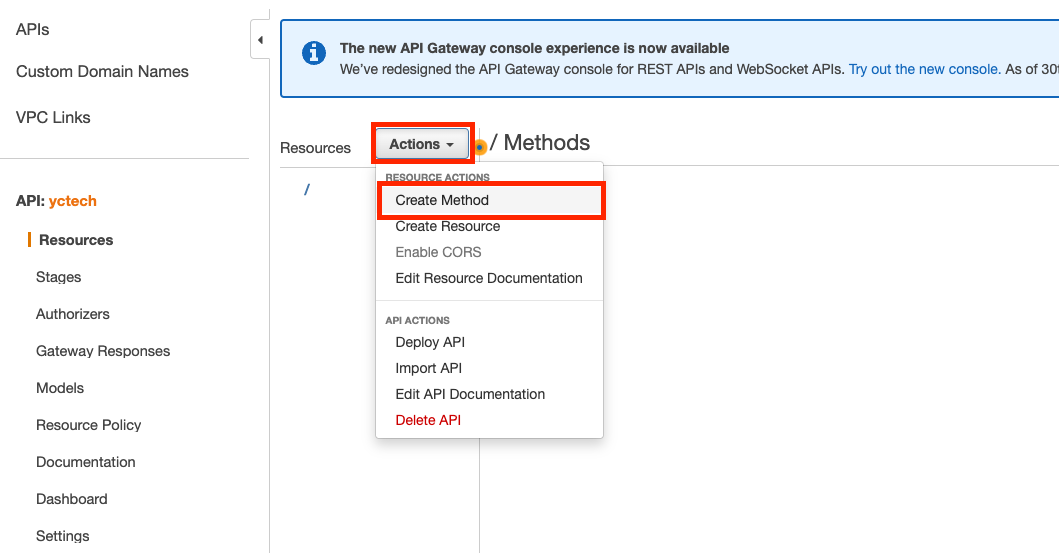 APIs
Custom Domain Names
VPC Links
API: yctech
Resources
Stages
Authorizers
Gateway Responses
Models
Resource Policy
Documentation
Dashboard
Settings
The new API Gateway console experience is now available
We've redesigned the API Gateway console for REST APIs and WebSocket APIs. Try out the new console. As of
Resources
Actions
/ Methods
/
RESOURCE ACTIONS
Create Method
Create Resource
Enable CORS
Edit Resource Documentation
API ACTIONS
Deploy API
Import API
Edit API Documentation
Delete API